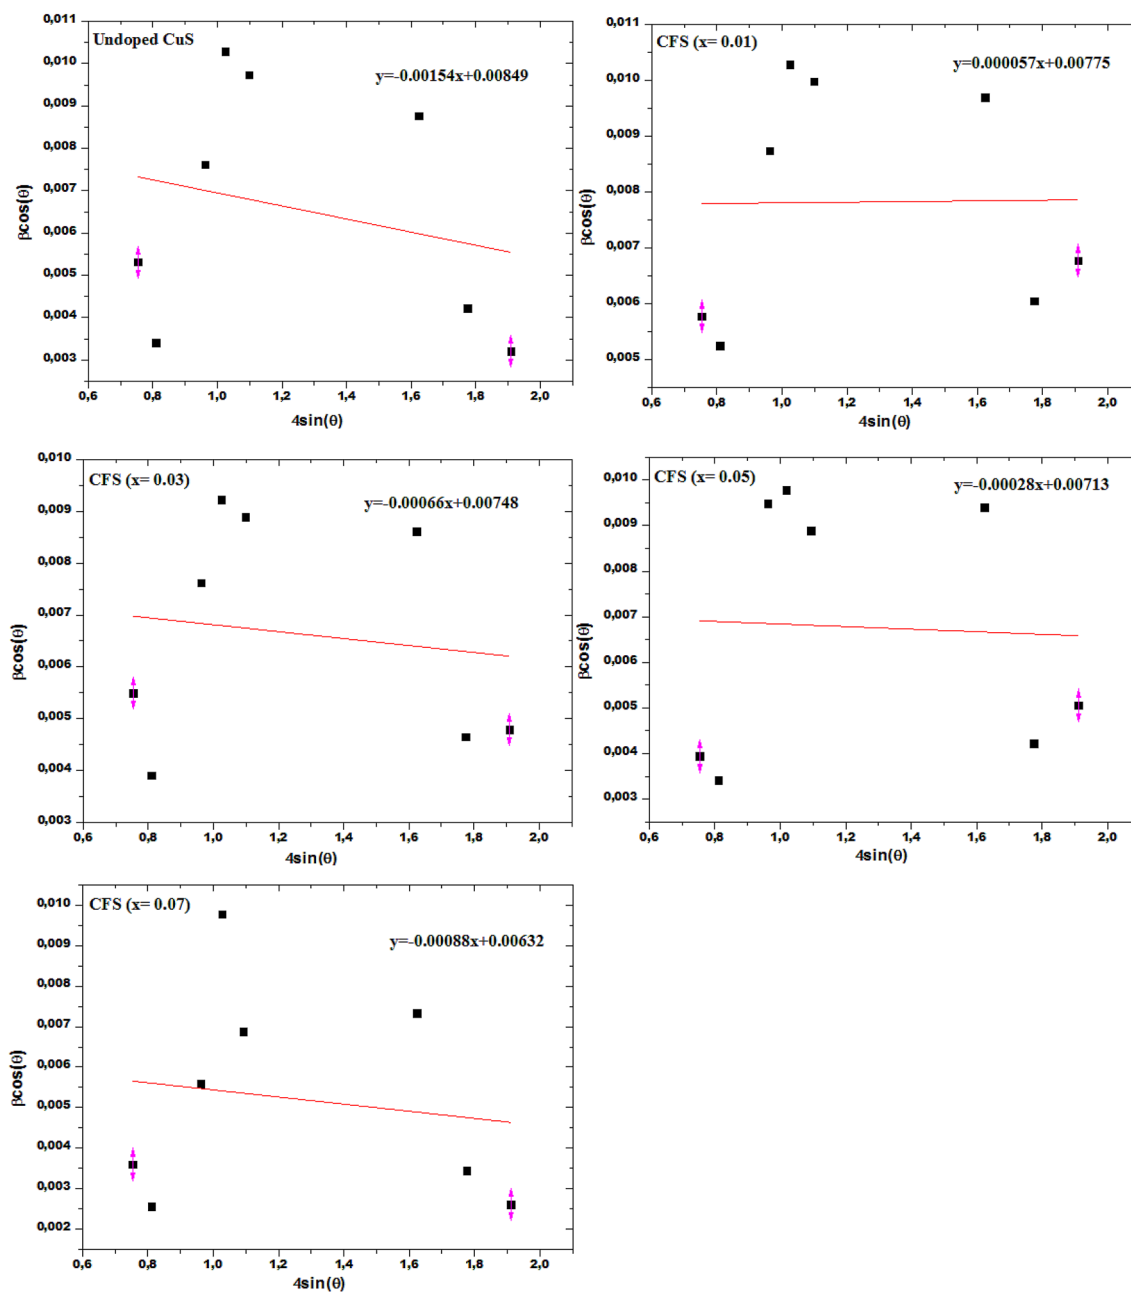 Undoped CuS
y=-0.00154x+0.00849
βcos(θ)
0,011
0,010
0,009
0,008
0,007
0,006
0,005
0,004
0,003
0,6 0,8 1,0 1,2 1,4 1,6 1,8 2,0
4sin(θ)
CFS (x= 0.01)
y=0.000057x+0.00775
βcos(θ)
0,011
0,010
0,009
0,008
0,007
0,006
0,005
0,6 0,8 1,0 1,2 1,4 1,6 1,8 2,0
4sin(θ)
CFS (x= 0.03)
y=-0.00066x+0.00748
βcos(θ)
0,010
0,009
0,008
0,007
0,006
0,005
0,004
0,003
0,6 0,8 1,0 1,2 1,4 1,6 1,8 2,0
4sin(θ)
CFS (x= 0.05)
y=-0.00028x+0.00713
βcos(θ)
0,010
0,009
0,008
0,007
0,006
0,005
0,004
0,003
0,6 0,8 1,0 1,2 1,4 1,6 1,8 2,0
4sin(θ)
CFS (x= 0.07)
y=-0.00088x+0.00632
βcos(θ)
0,010
0,009
0,008
0,007
0,006
0,005
0,004
0,003
0,002
0,6 0,8 1,0 1,2 1,4 1,6 1,8 2,0
4sin(θ)